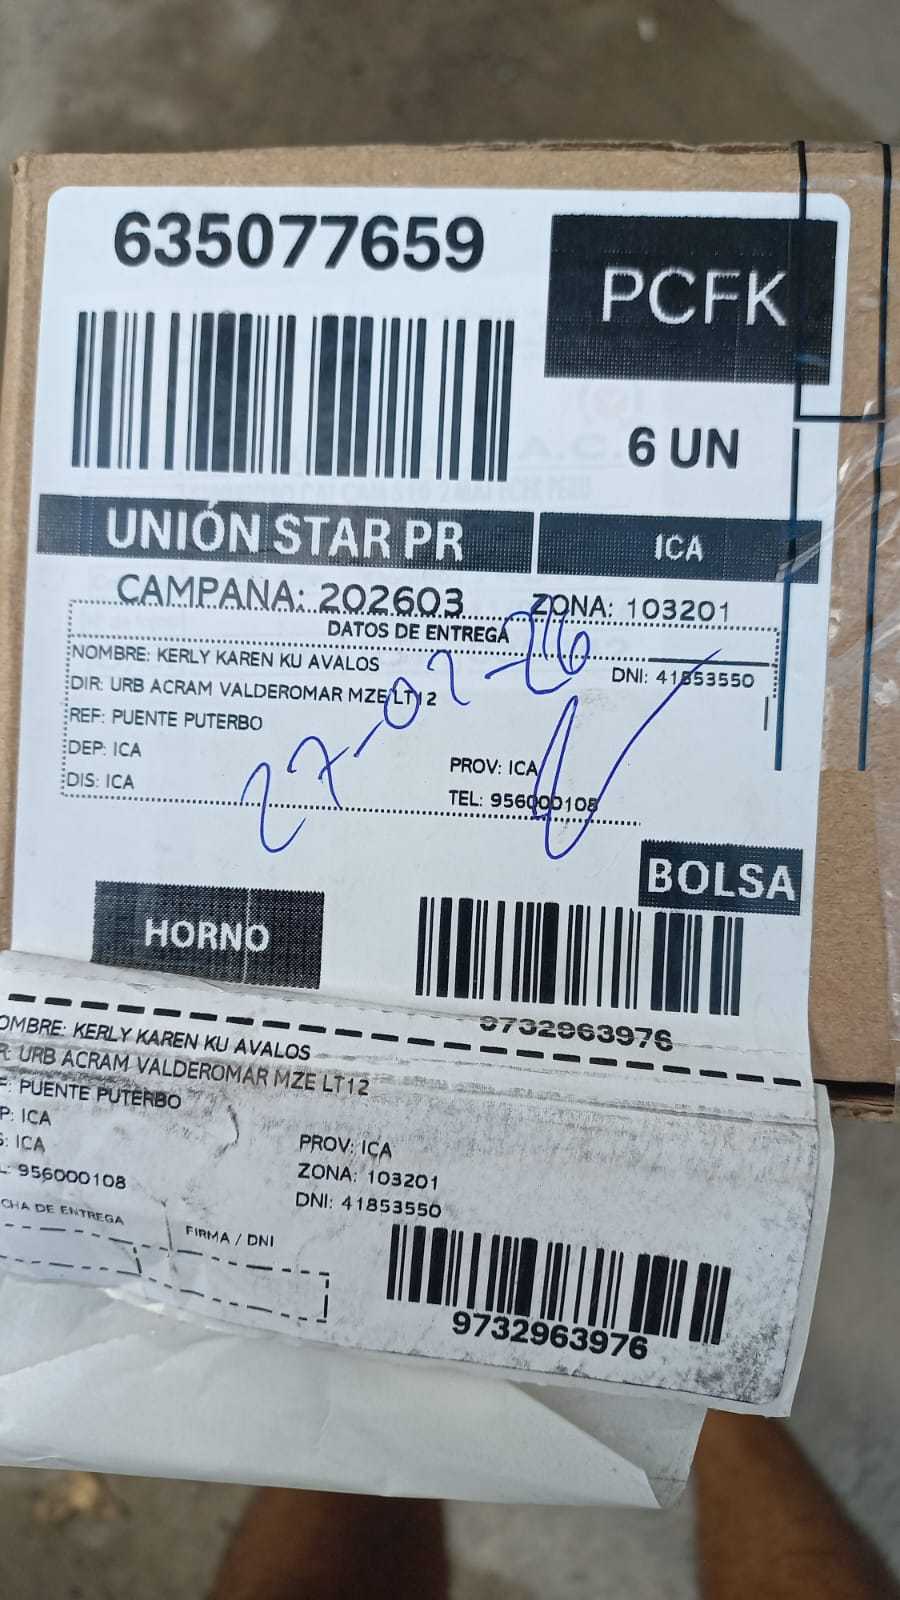 635077659
PCFK
6 UN
UNIÓN STAR PR
ICA
CAMPAÑA: 202603
ZONA: 103201
DATOS DE ENTREGA
NOMBRE: KERLY KAREN KU AVALOS
DNI: 41853550
DIR: URB ACRAM VALDEROMAR MZE LT12
REF: PUENTE PUTERBO
DEP: ICA
PROV: ICA
DIS: ICA
TEL: 956000108
27-02-26
BOLSA
HORNO
9732963976
OMBRE: KERLY KAREN KU AVALOS
R: URB ACRAM VALDEROMAR MZE LT12
F: PUENTE PUTERBO
P: ICA
PROV: ICA
S: ICA
ZONA: 103201
L: 956000108
DNI: 41853550
CHA DE ENTREGA
FIRMA / DNI
9732963976